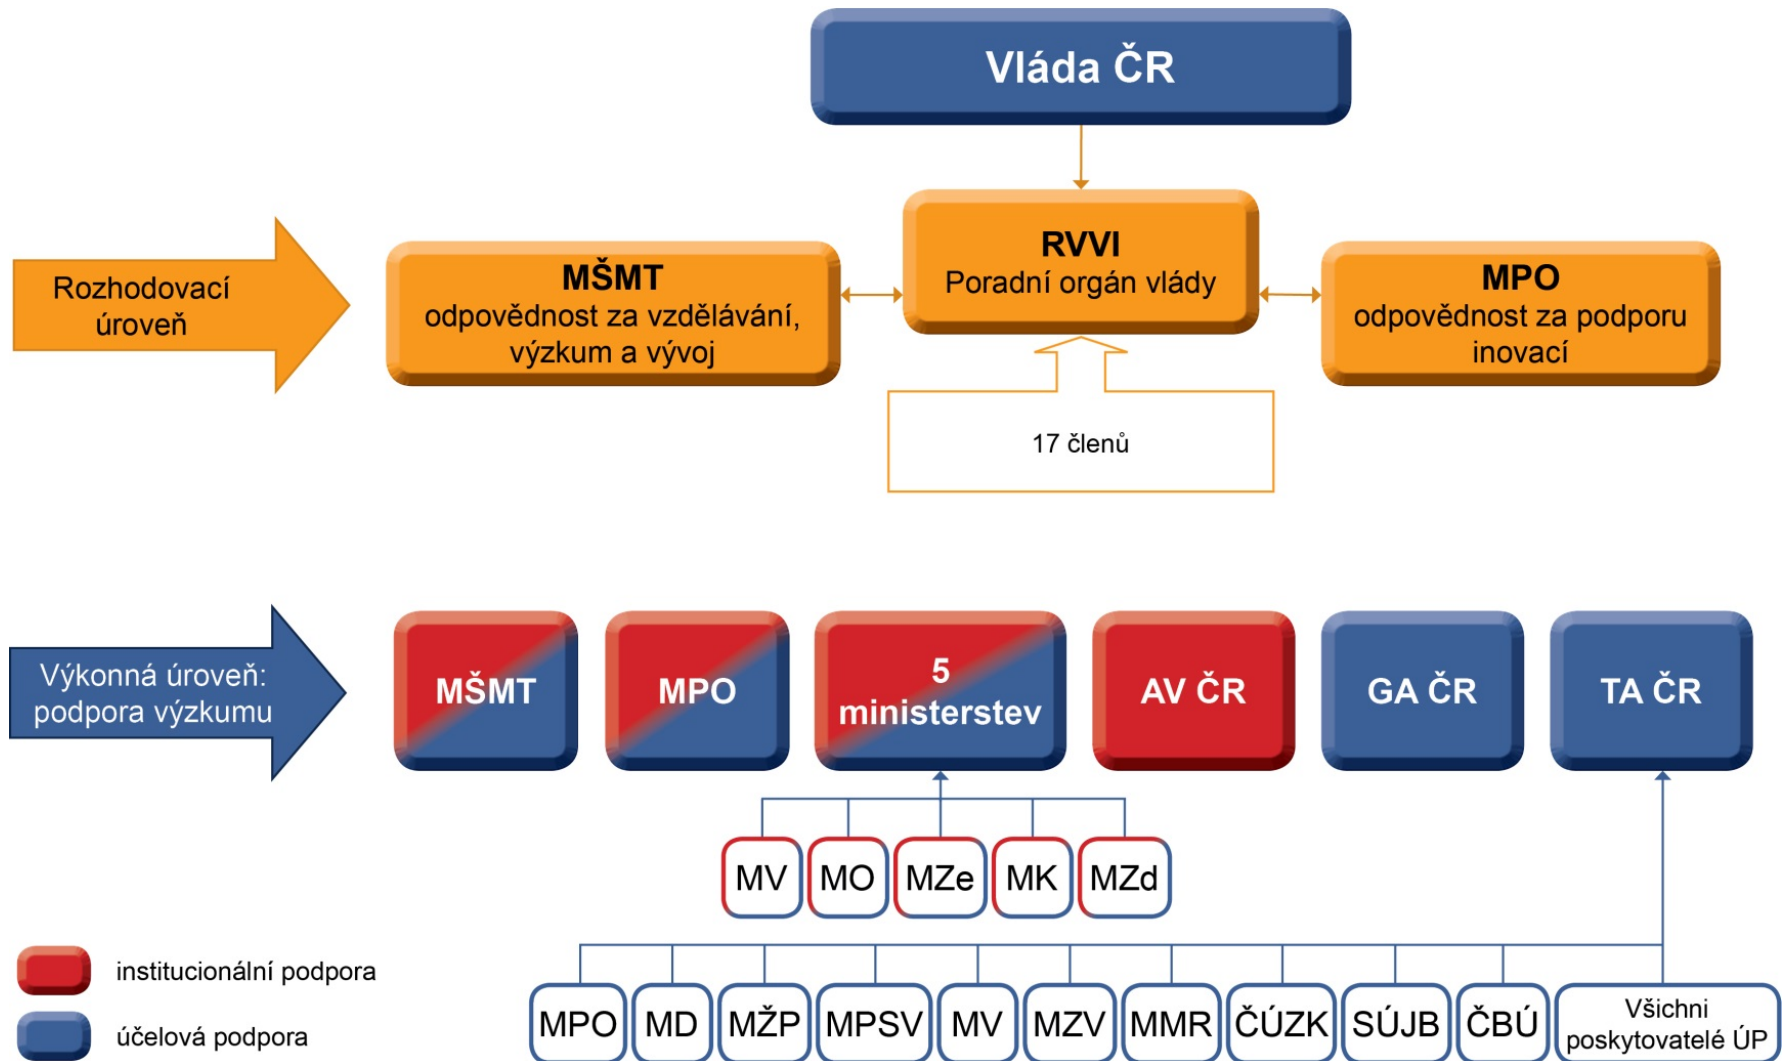 Vláda ČR
Rozhodovací
úroveň
MŠMT
odpovědnost za vzdělávání,
výzkum a vývoj
RVVI
Poradní orgán vlády
MPO
odpovědnost za podporu
inovací
17 členů
Výkonná úroveň:
podpora výzkumu
MŠMT
MPO
5
ministerstev
AV ČR
GA ČR
TA ČR
MV
MO
MZe
MK
MZd
institucionální podpora
účelová podpora
MPO
MD
MŽP
MPSV
MV
MZV
MMR
ČÚZK
SÚJB
ČBÚ
Všichni
poskytovatelé ÚP